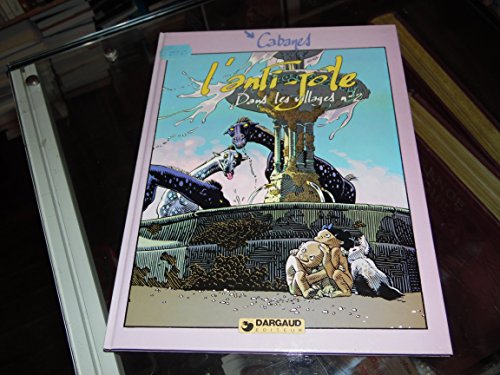 Cabanes
l'anti-jole
Dans les villages n°2
DARGAUD
EDITEUR